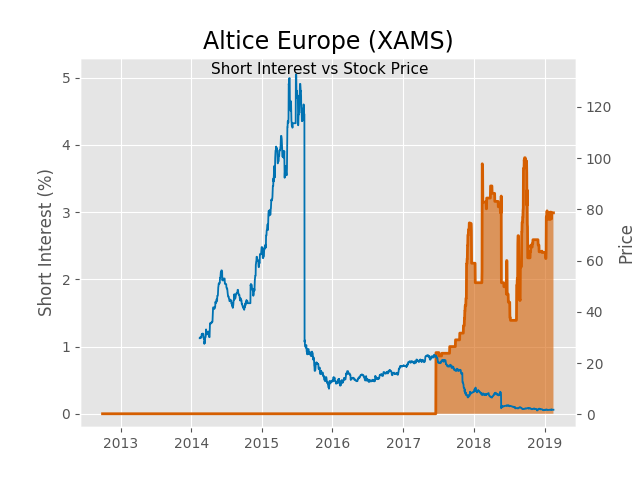 Altice Europe (XAMS)
Short Interest vs Stock Price
Short Interest (%)
5
4
3
2
1
0
120
100
80
60
40
20
0
Price
2013 2014 2015 2016 2017 2018 2019